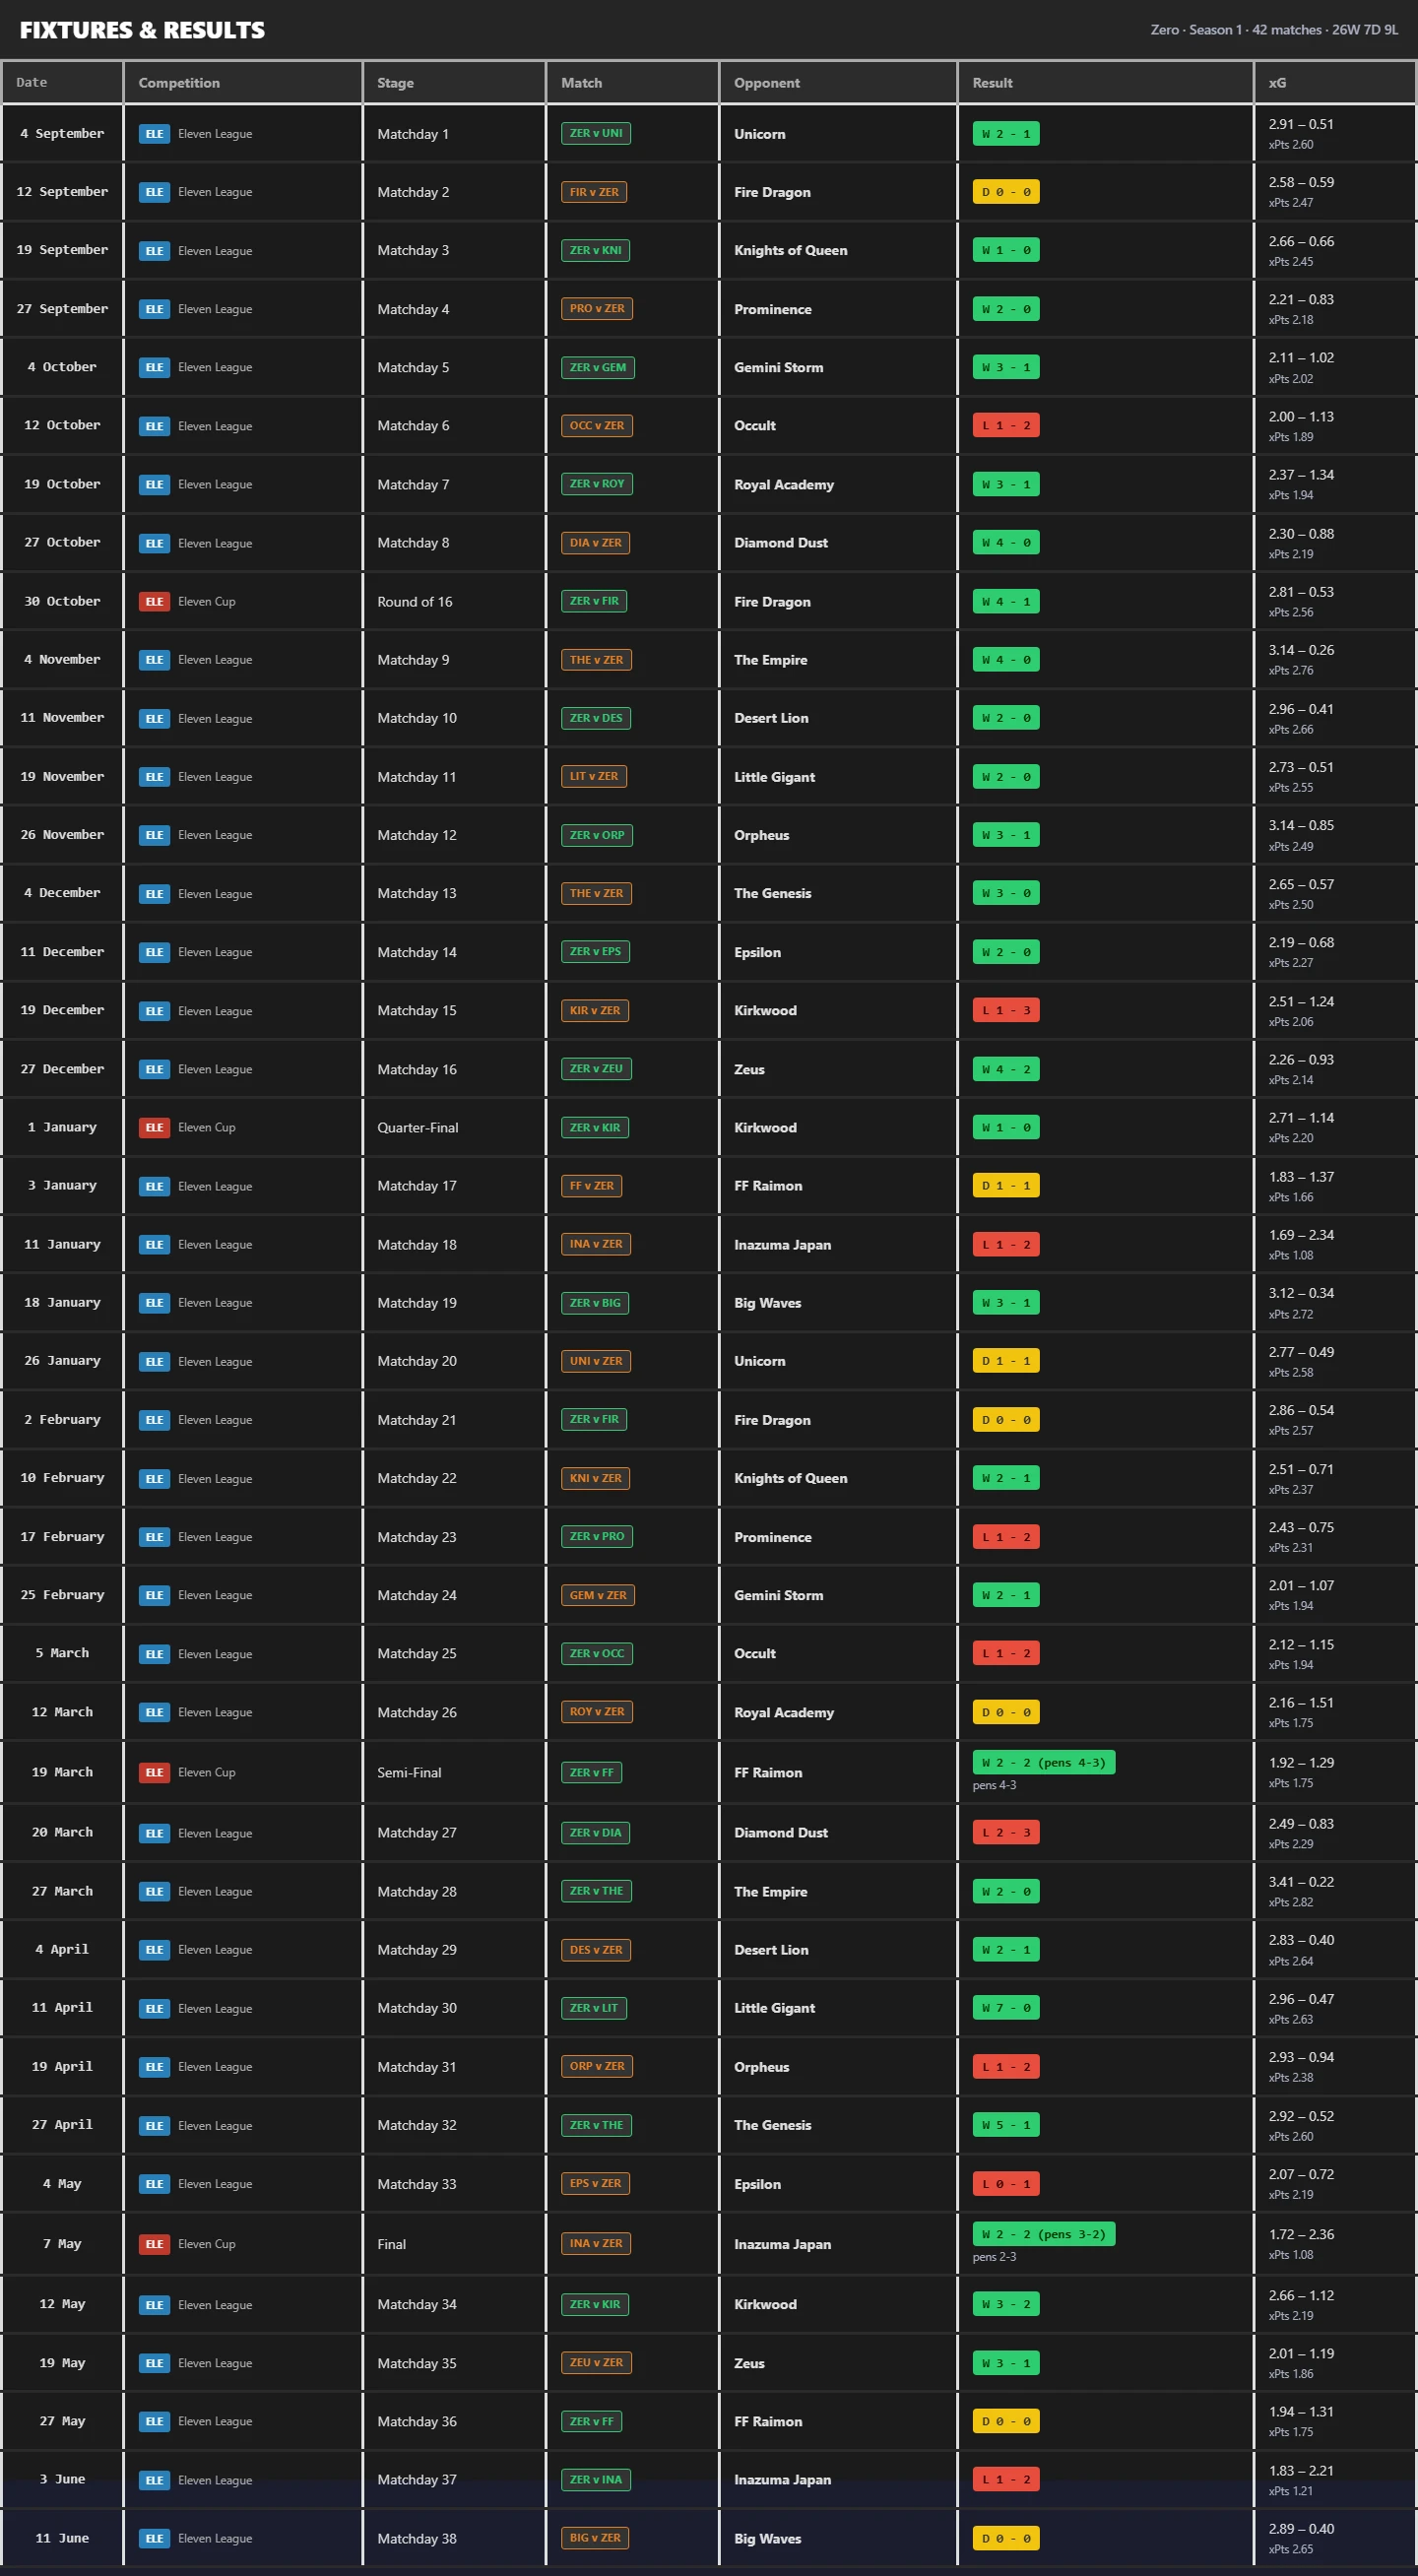 FIXTURES & RESULTS
Zero · Season 1 · 42 matches · 26W 7D 9L
Date Competition Stage Match Opponent Result xG
4 September ELE Eleven League Matchday 1 ZER v UNI Unicorn W 2 - 1 2.91 – 0.51
xPts 2.60
12 September ELE Eleven League Matchday 2 FIR v ZER Fire Dragon D 0 - 0 2.58 – 0.59
xPts 2.47
19 September ELE Eleven League Matchday 3 ZER v KNI Knights of Queen W 1 - 0 2.66 – 0.66
xPts 2.45
27 September ELE Eleven League Matchday 4 PRO v ZER Prominence W 2 - 0 2.21 – 0.83
xPts 2.18
4 October ELE Eleven League Matchday 5 ZER v GEM Gemini Storm W 3 - 1 2.11 – 1.02
xPts 2.02
12 October ELE Eleven League Matchday 6 OCC v ZER Occult L 1 - 2 2.00 – 1.13
xPts 1.89
19 October ELE Eleven League Matchday 7 ZER v ROY Royal Academy W 3 - 1 2.37 – 1.34
xPts 1.94
27 October ELE Eleven League Matchday 8 DIA v ZER Diamond Dust W 4 - 0 2.30 – 0.88
xPts 2.19
30 October ELE Eleven Cup Round of 16 ZER v FIR Fire Dragon W 4 - 1 2.81 – 0.53
xPts 2.56
4 November ELE Eleven League Matchday 9 THE v ZER The Empire W 4 - 0 3.14 – 0.26
xPts 2.76
11 November ELE Eleven League Matchday 10 ZER v DES Desert Lion W 2 - 0 2.96 – 0.41
xPts 2.66
19 November ELE Eleven League Matchday 11 LIT v ZER Little Gigant W 2 - 0 2.73 – 0.51
xPts 2.55
26 November ELE Eleven League Matchday 12 ZER v ORP Orpheus W 3 - 1 3.14 – 0.85
xPts 2.49
4 December ELE Eleven League Matchday 13 THE v ZER The Genesis W 3 - 0 2.65 – 0.57
xPts 2.50
11 December ELE Eleven League Matchday 14 ZER v EPS Epsilon W 2 - 0 2.19 – 0.68
xPts 2.27
19 December ELE Eleven League Matchday 15 KIR v ZER Kirkwood L 1 - 3 2.51 – 1.24
xPts 2.06
27 December ELE Eleven League Matchday 16 ZER v ZEU Zeus W 4 - 2 2.26 – 0.93
xPts 2.14
1 January ELE Eleven Cup Quarter-Final ZER v KIR Kirkwood W 1 - 0 2.71 – 1.14
xPts 2.20
3 January ELE Eleven League Matchday 17 FF v ZER FF Raimon D 1 - 1 1.83 – 1.37
xPts 1.66
11 January ELE Eleven League Matchday 18 INA v ZER Inazuma Japan L 1 - 2 1.69 – 2.34
xPts 1.08
18 January ELE Eleven League Matchday 19 ZER v BIG Big Waves W 3 - 1 3.12 – 0.34
xPts 2.72
26 January ELE Eleven League Matchday 20 UNI v ZER Unicorn D 1 - 1 2.77 – 0.49
xPts 2.58
2 February ELE Eleven League Matchday 21 ZER v FIR Fire Dragon D 0 - 0 2.86 – 0.54
xPts 2.57
10 February ELE Eleven League Matchday 22 KNI v ZER Knights of Queen W 2 - 1 2.51 – 0.71
xPts 2.37
17 February ELE Eleven League Matchday 23 ZER v PRO Prominence L 1 - 2 2.43 – 0.75
xPts 2.31
25 February ELE Eleven League Matchday 24 GEM v ZER Gemini Storm W 2 - 1 2.01 – 1.07
xPts 1.94
5 March ELE Eleven League Matchday 25 ZER v OCC Occult L 1 - 2 2.12 – 1.15
xPts 1.94
12 March ELE Eleven League Matchday 26 ROY v ZER Royal Academy D 0 - 0 2.16 – 1.51
xPts 1.75
19 March ELE Eleven Cup Semi-Final ZER v FF FF Raimon W 2 - 2 (pens 4-3) 1.92 – 1.29
pens 4-3 xPts 1.75
20 March ELE Eleven League Matchday 27 ZER v DIA Diamond Dust L 2 - 3 2.49 – 0.83
xPts 2.29
27 March ELE Eleven League Matchday 28 ZER v THE The Empire W 2 - 0 3.41 – 0.22
xPts 2.82
4 April ELE Eleven League Matchday 29 DES v ZER Desert Lion W 2 - 1 2.83 – 0.40
xPts 2.64
11 April ELE Eleven League Matchday 30 ZER v LIT Little Gigant W 7 - 0 2.96 – 0.47
xPts 2.63
19 April ELE Eleven League Matchday 31 ORP v ZER Orpheus L 1 - 2 2.93 – 0.94
xPts 2.38
27 April ELE Eleven League Matchday 32 ZER v THE The Genesis W 5 - 1 2.92 – 0.52
xPts 2.60
4 May ELE Eleven League Matchday 33 EPS v ZER Epsilon L 0 - 1 2.07 – 0.72
xPts 2.19
7 May ELE Eleven Cup Final INA v ZER Inazuma Japan W 2 - 2 (pens 3-2) 1.72 – 2.36
pens 2-3 xPts 1.08
12 May ELE Eleven League Matchday 34 ZER v KIR Kirkwood W 3 - 2 2.66 – 1.12
xPts 2.19
19 May ELE Eleven League Matchday 35 ZEU v ZER Zeus W 3 - 1 2.01 – 1.19
xPts 1.86
27 May ELE Eleven League Matchday 36 ZER v FF FF Raimon D 0 - 0 1.94 – 1.31
xPts 1.75
3 June ELE Eleven League Matchday 37 ZER v INA Inazuma Japan L 1 - 2 1.83 – 2.21
xPts 1.21
11 June ELE Eleven League Matchday 38 BIG v ZER Big Waves D 0 - 0 2.89 – 0.40
xPts 2.65